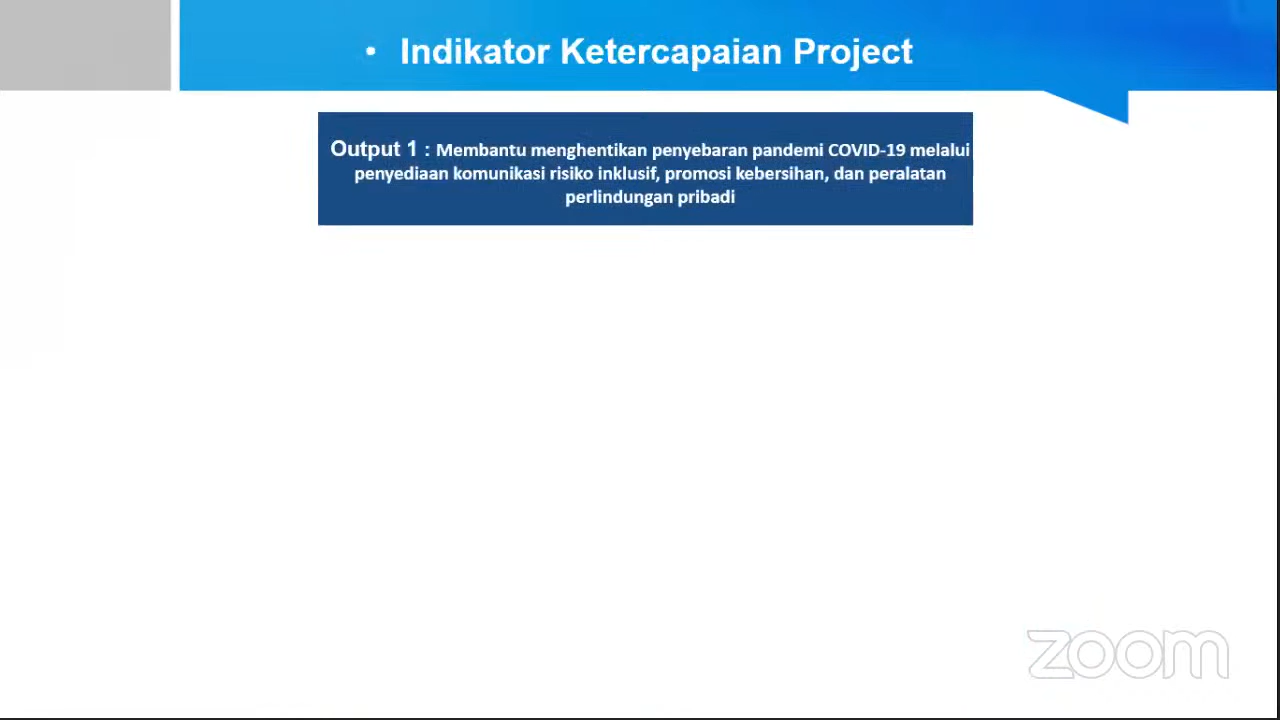 • Indikator Ketercapaian Project
Output 1 : Membantu menghentikan penyebaran pandemi COVID-19 melalui
penyediaan komunikasi risiko inklusif, promosi kebersihan, dan peralatan
perlindungan pribadi
zoom